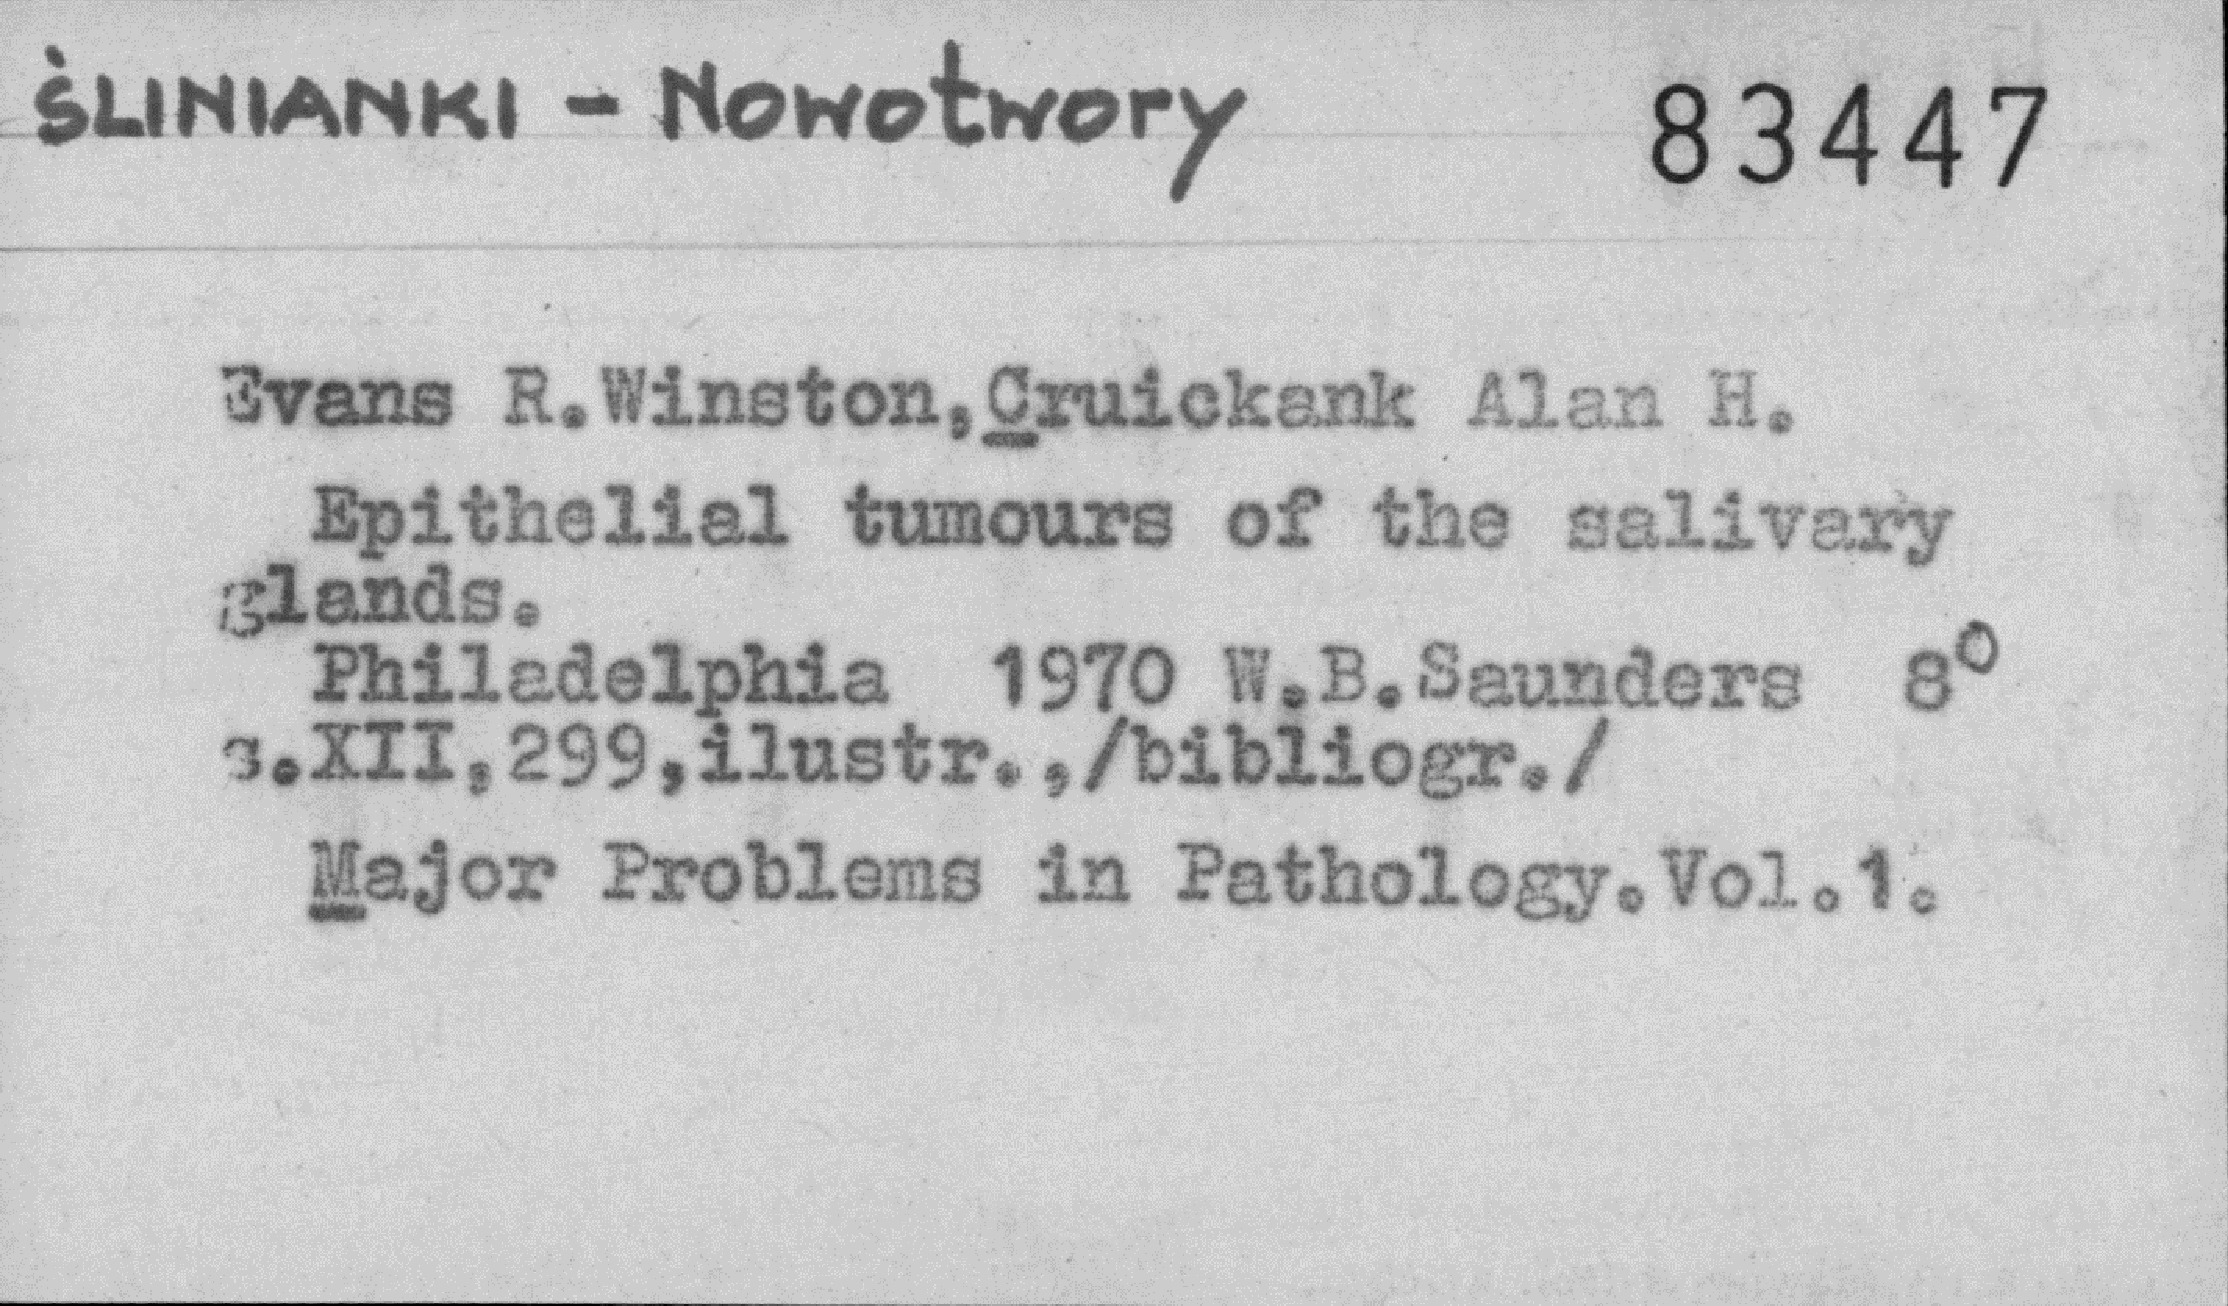 ŚLINIANKI - Nowotwory 83447
Evans R.Winston,Cruickank Alan H.
Epithelial tumours of the salivary
glands.
Philadelphia 1970 W.B.Saunders 8⁰
s.XII,299,ilustr.,/bibliogr./
Major Problems in Pathology.Vol.1.